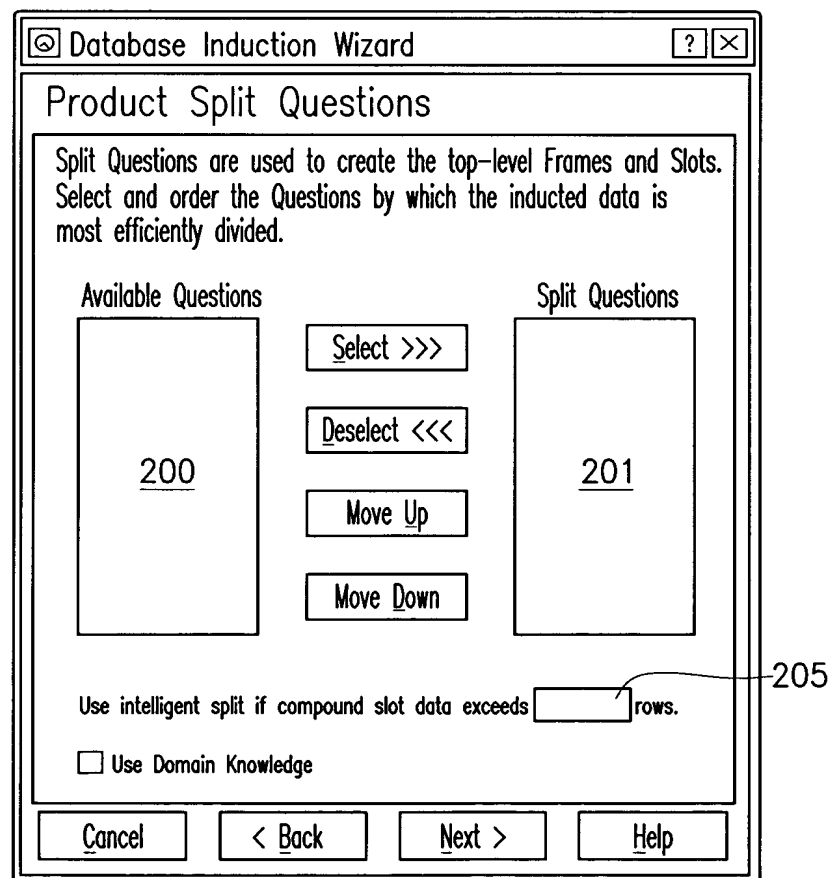 Database Induction Wizard ?
Product Split Questions
Split Questions are used to create the top-level Frames and Slots.
Select and order the Questions by which the inducted data is
most efficiently divided.
Available Questions
Split Questions
Select >>>
Deselect <<<
200
201
Move Up
Move Down
205
Use intelligent split if compound slot data exceeds rows.
Use Domain Knowledge
Cancel
< Back
Next >
Help